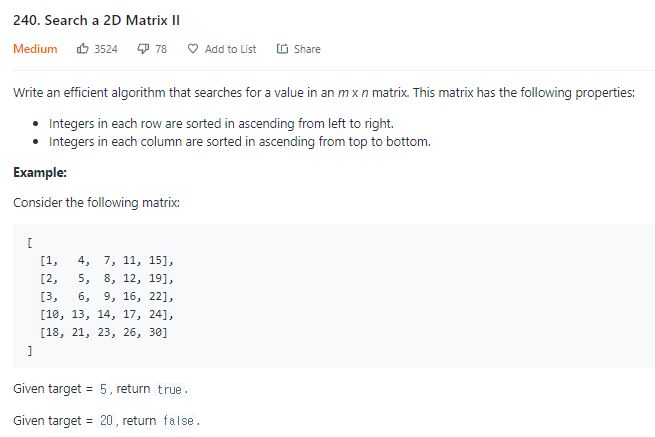 240. Search a 2D Matrix II
Medium 3524 78 Add to List Share
Write an efficient algorithm that searches for a value in an m x n matrix. This matrix has the following properties:
• Integers in each row are sorted in ascending from left to right.
• Integers in each column are sorted in ascending from top to bottom.
Example:
Consider the following matrix:
[
[1, 4, 7, 11, 15],
[2, 5, 8, 12, 19],
[3, 6, 9, 16, 22],
[10, 13, 14, 17, 24],
[18, 21, 23, 26, 30]
]
Given target = 5, return true.
Given target = 20, return false.